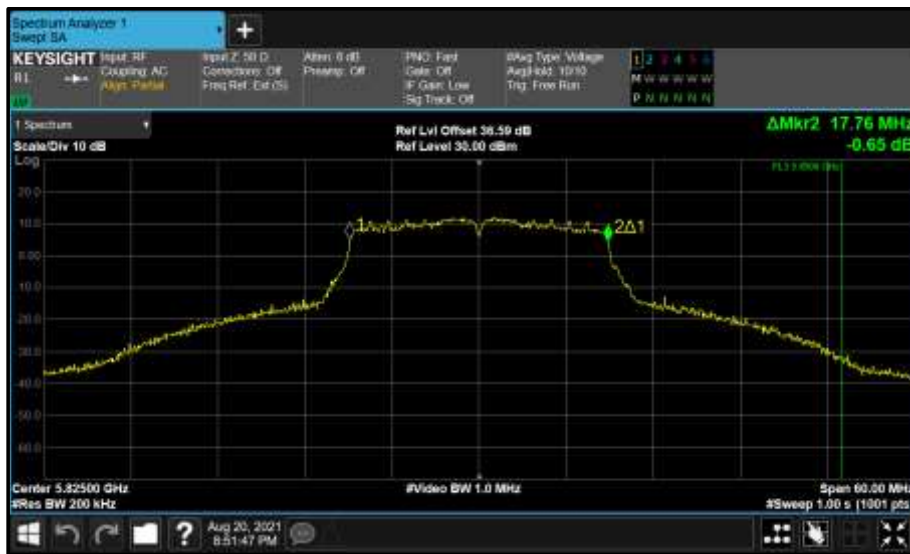 Spectrum Analyzer 1
Swept SA
+
KEYSIGHT Input: RF
Coupling: AC
Align: Partial
Input Z: 50 Ω
Corrections: Off
Freq Ref: Ext (S)
Atten: 6 dB
Preamp: Off
PNO: Fast
Gate: Off
IF Gain: Low
Sig Track: Off
#Avg Type: Voltage
Avg|Hold: 10/10
Trig: Free Run
1 2 3 4 5 6
M W W W W W
P N N N N N
1 Spectrum
Scale/Div 10 dB
Ref Lvl Offset 36.59 dB
Ref Level 30.00 dBm
ΔMkr2 17.76 MHz
-0.65 dB
Log
20.0
10.0
0.00
-10.0
-20.0
-30.0
-40.0
-50.0
-60.0
1
2Δ1
Center 5.82500 GHz
#Res BW 200 kHz
#Video BW 1.0 MHz
Span 60.00 MHz
#Sweep 1.00 s (1001 pts)
?
Aug 20, 2021
8:51:47 PM